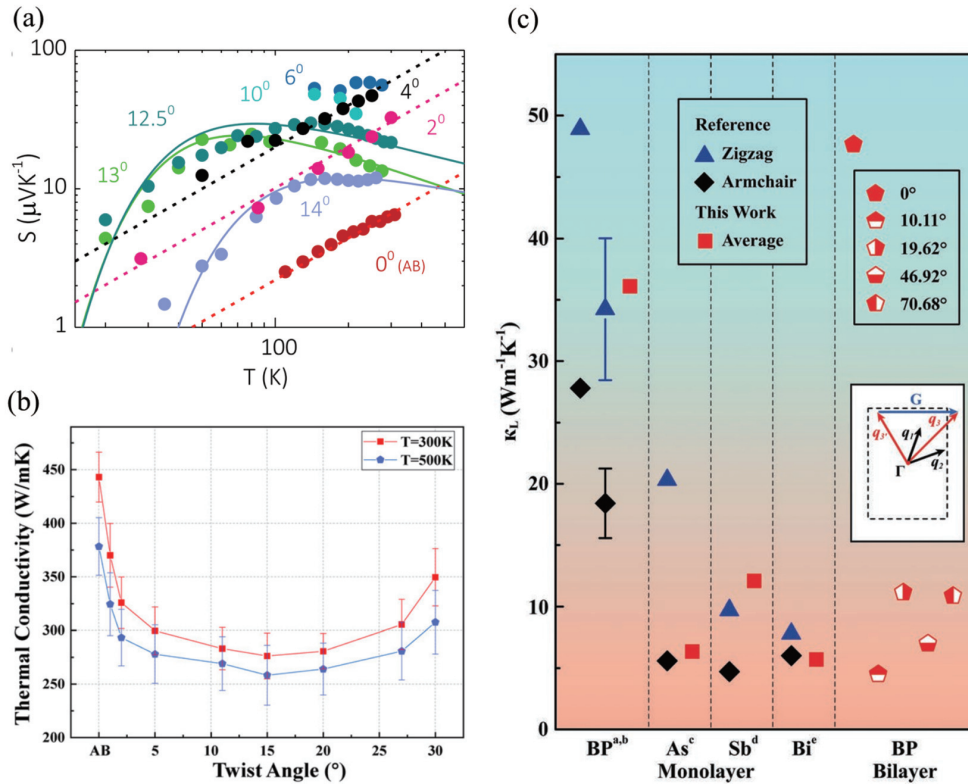 (a)
100
10
1
S (μVK⁻¹)
12.5⁰
10⁰
6⁰
4⁰
2⁰
13⁰
14⁰
0⁰ (AB)
100
T (K)
(b)
Thermal Conductivity (W/mK)
450
400
350
300
250
200
T=300K
T=500K
AB
5
10
15
20
25
30
Twist Angle (°)
(c)
κL (Wm⁻¹K⁻¹)
50
40
30
20
10
0
Reference
Zigzag
Armchair
This Work
Average
0°
10.11°
19.62°
46.92°
70.68°
G
q3'
q1
q3
Γ
q2
BPᵃ,ᵇ
Asᶜ
Sbᵈ
Biᵉ
BP
Monolayer
Bilayer